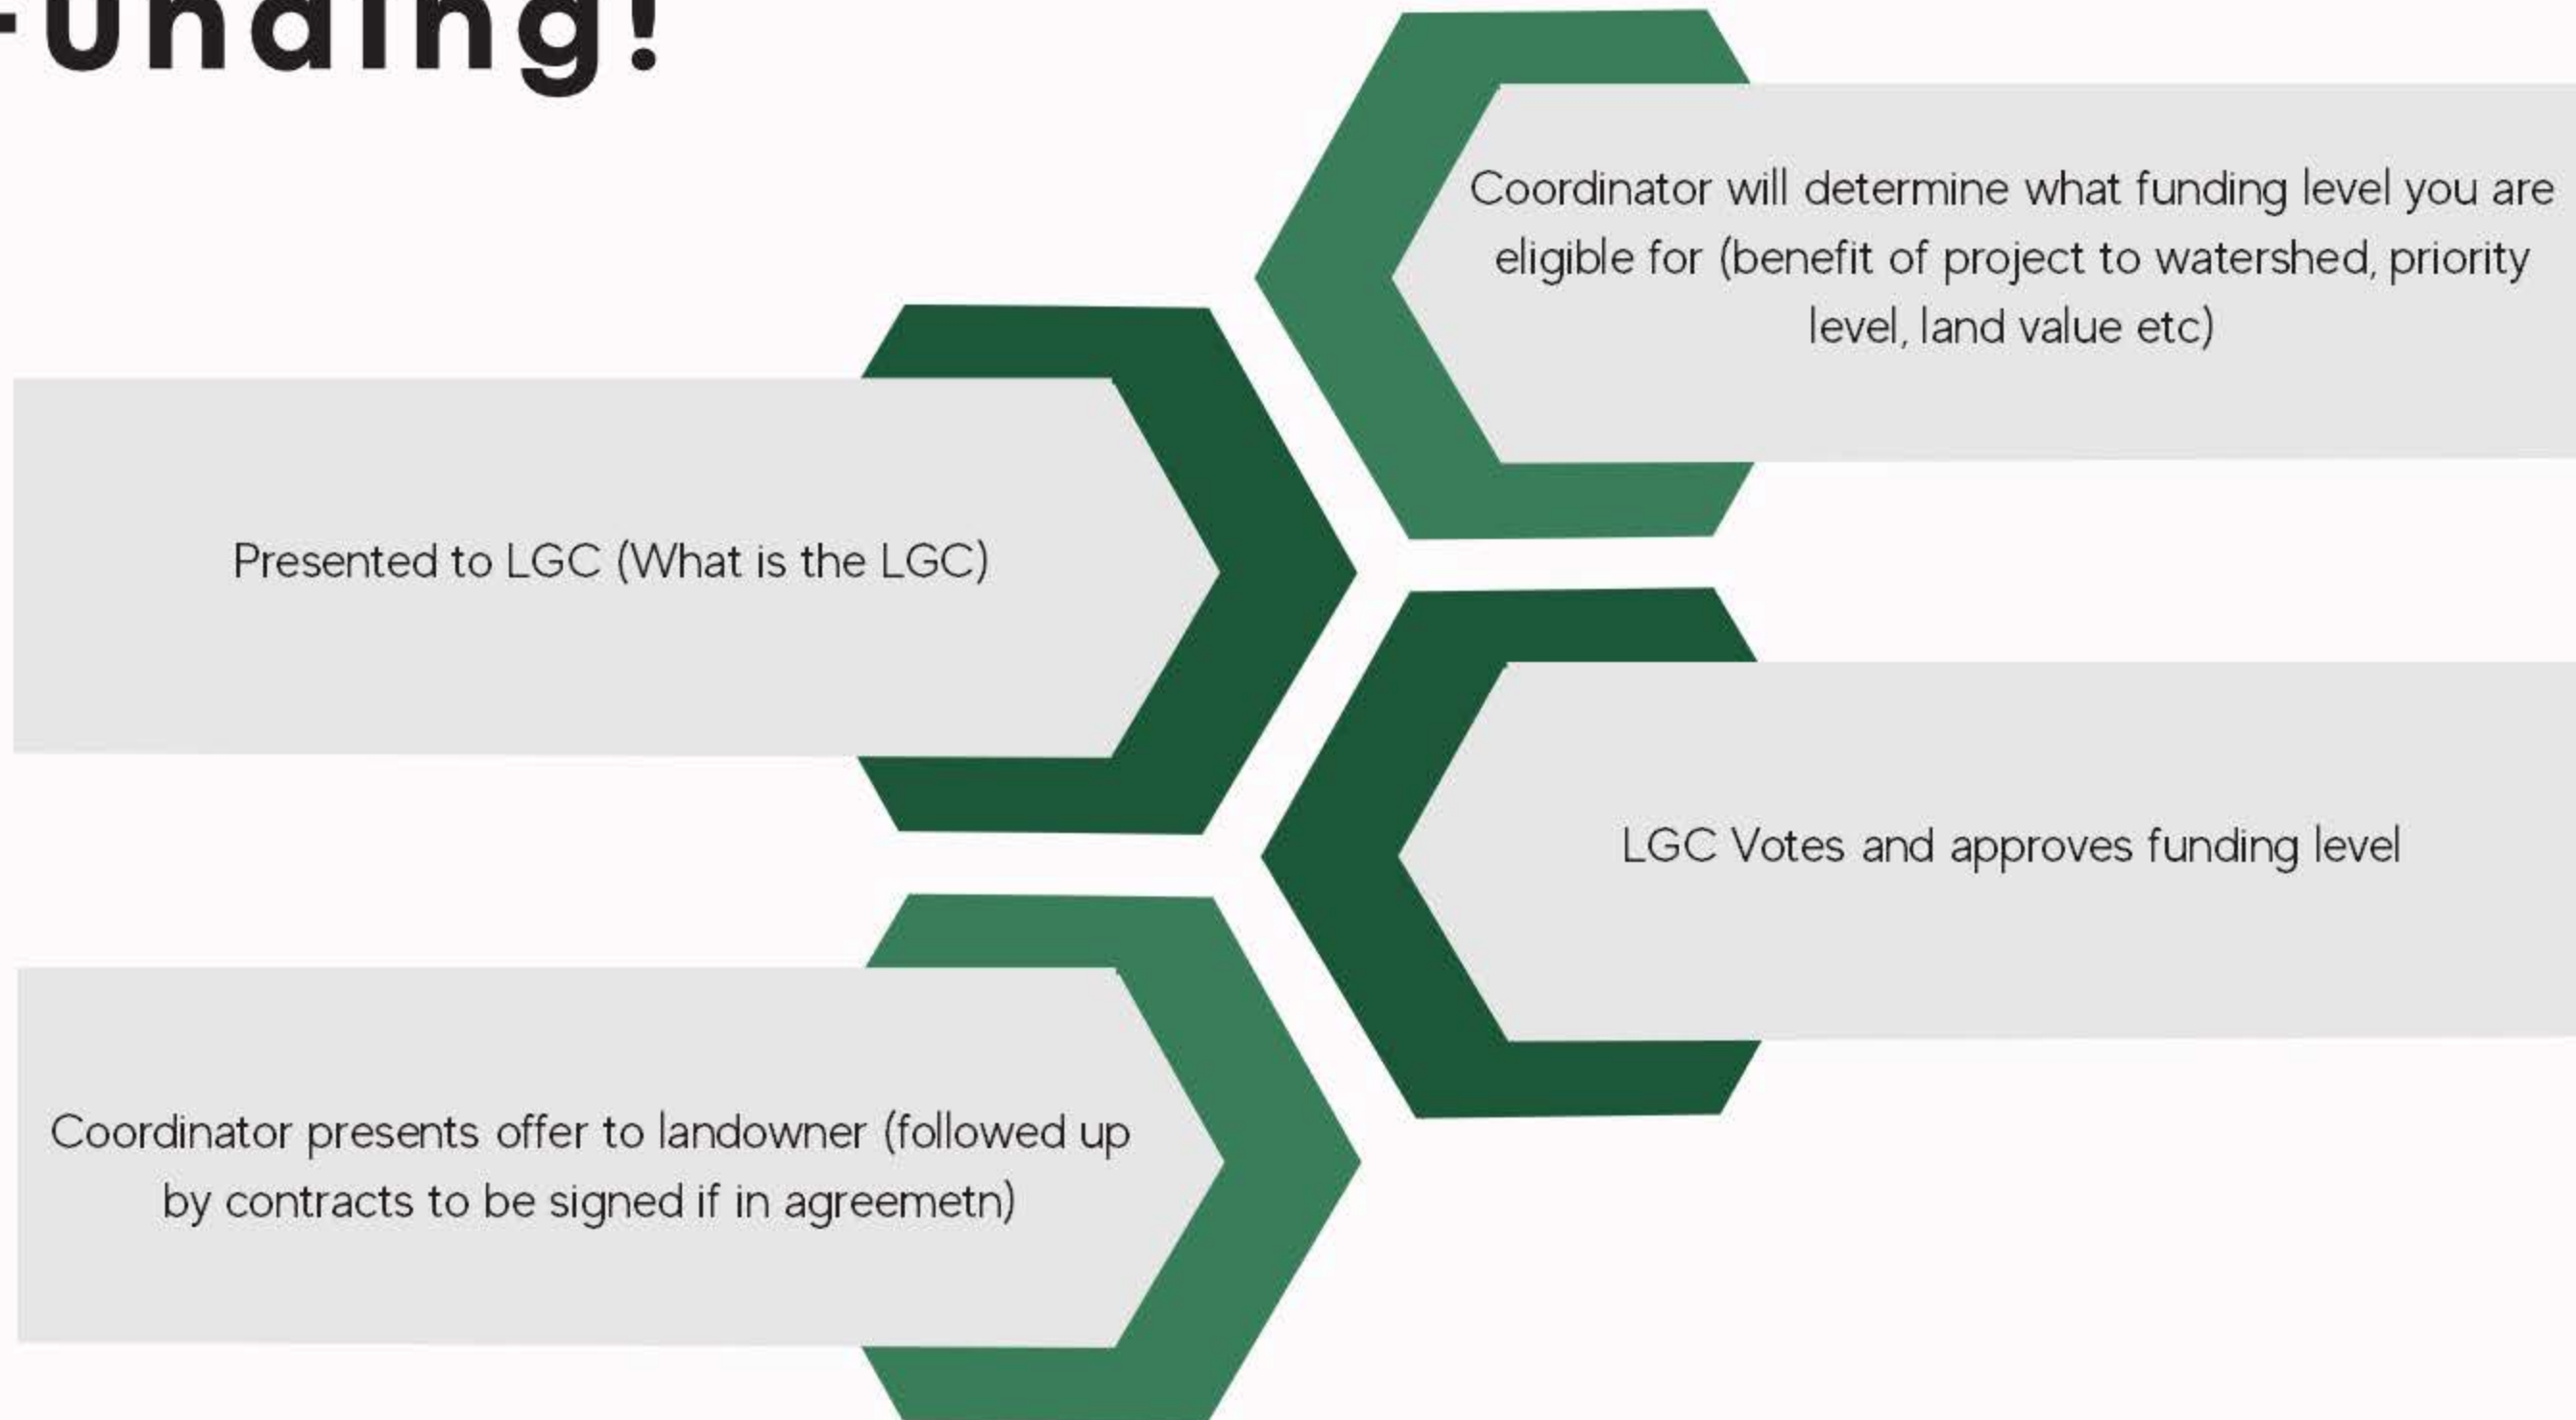 Funding!
Coordinator will determine what funding level you are
eligible for (benefit of project to watershed, priority
level, land value etc)
Presented to LGC (What is the LGC)
LGC Votes and approves funding level
Coordinator presents offer to landowner (followed up
by contracts to be signed if in agreemetn)